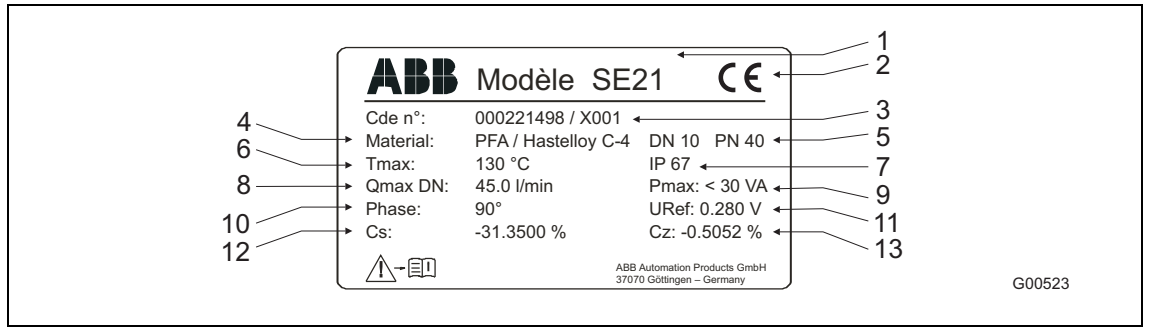 1
ABB Modèle SE21 CE
2
Cde n°: 000221498 / X001
3
4
Material: PFA / Hastelloy C-4 DN 10 PN 40
5
6
Tmax: 130 °C IP 67
7
8
Qmax DN: 45.0 l/min Pmax: < 30 VA
9
10
Phase: 90° URef: 0.280 V
11
12
Cs: -31.3500 % Cz: -0.5052 %
13
ABB Automation Products GmbH
37070 Göttingen – Germany
G00523